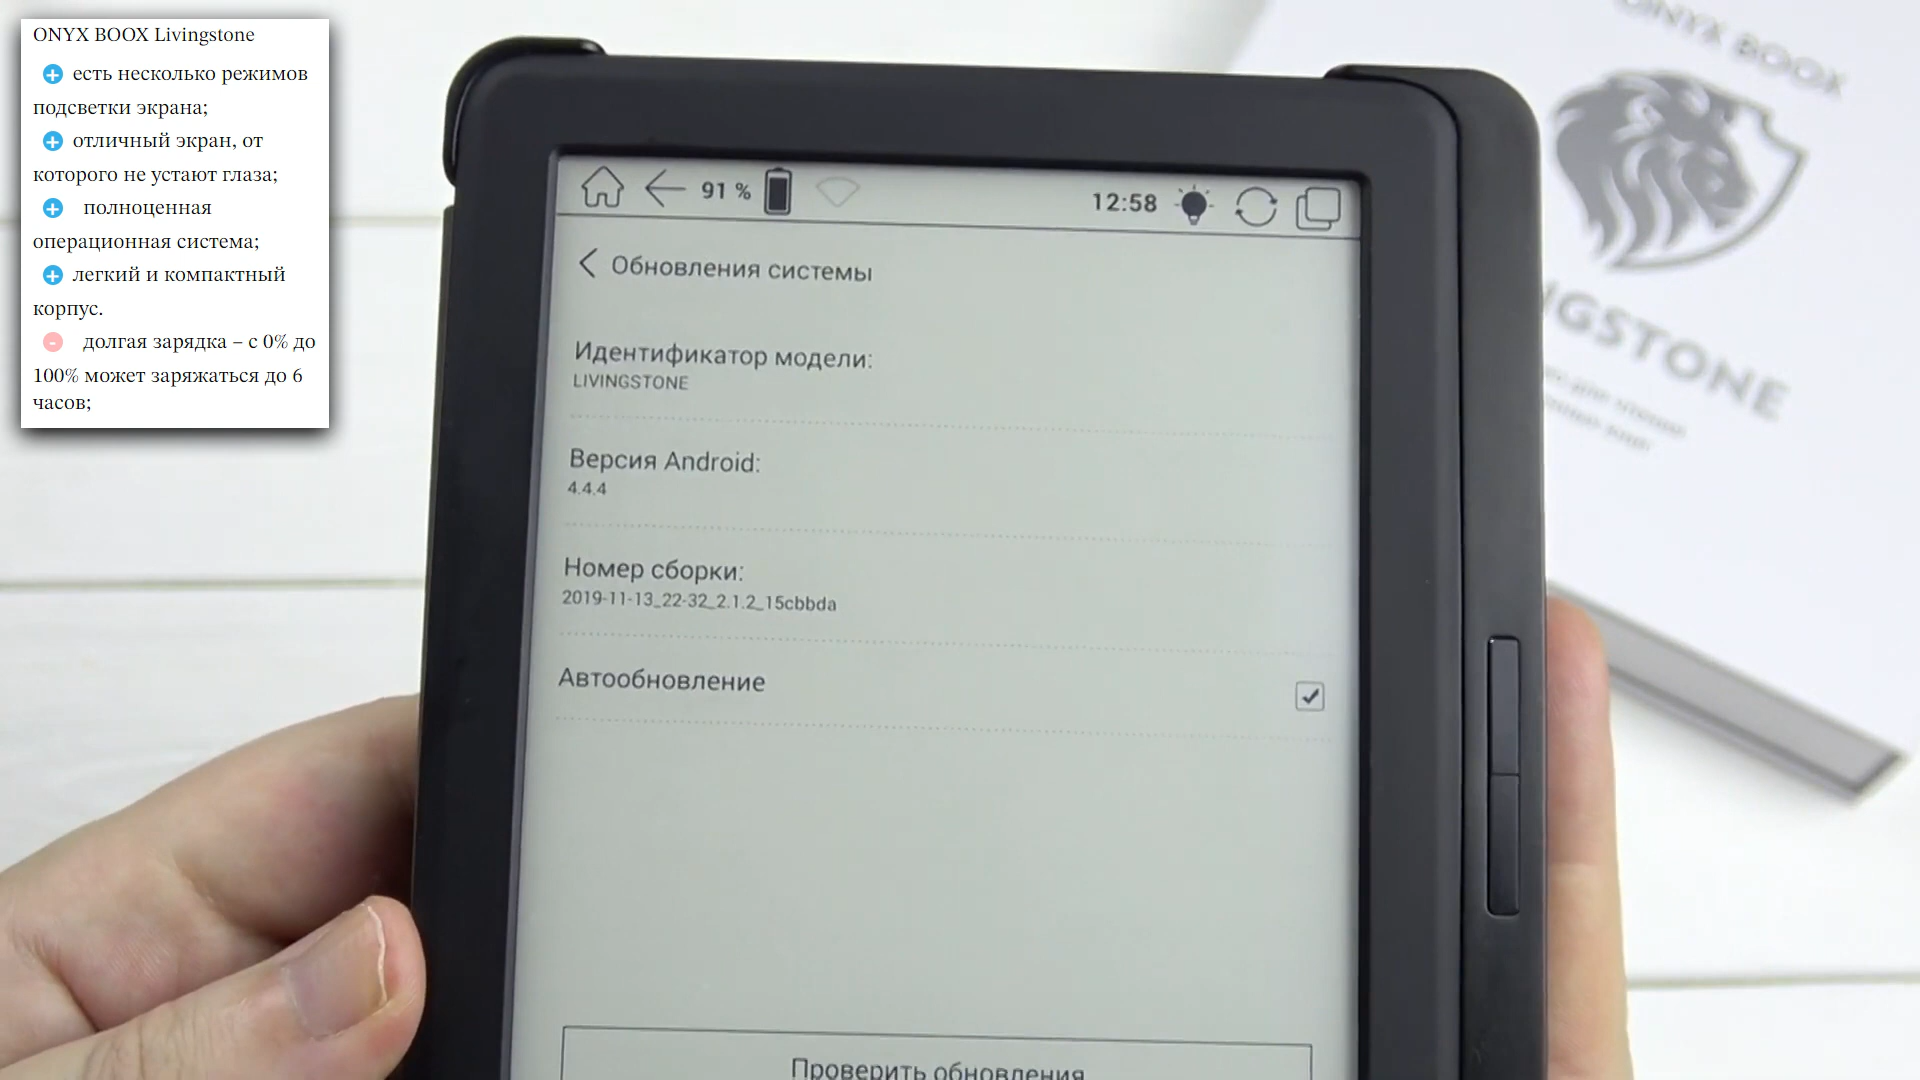 ONYX BOOX Livingstone
+ есть несколько режимов
подсветки экрана;
+ отличный экран, от
которого не устают глаза;
+ полноценная
операционная система;
+ легкий и компактный
корпус.
- долгая зарядка – с 0% до
100% может заряжаться до 6
часов;
91 %
12:58
Обновления системы
Идентификатор модели:
LIVINGSTONE
Версия Android:
4.4.4
Номер сборки:
2019-11-13_22-32_2.1.2_15cbbda
Автообновление
Проверить обновления
ONYX BOOX
NGSTONE
для чтения